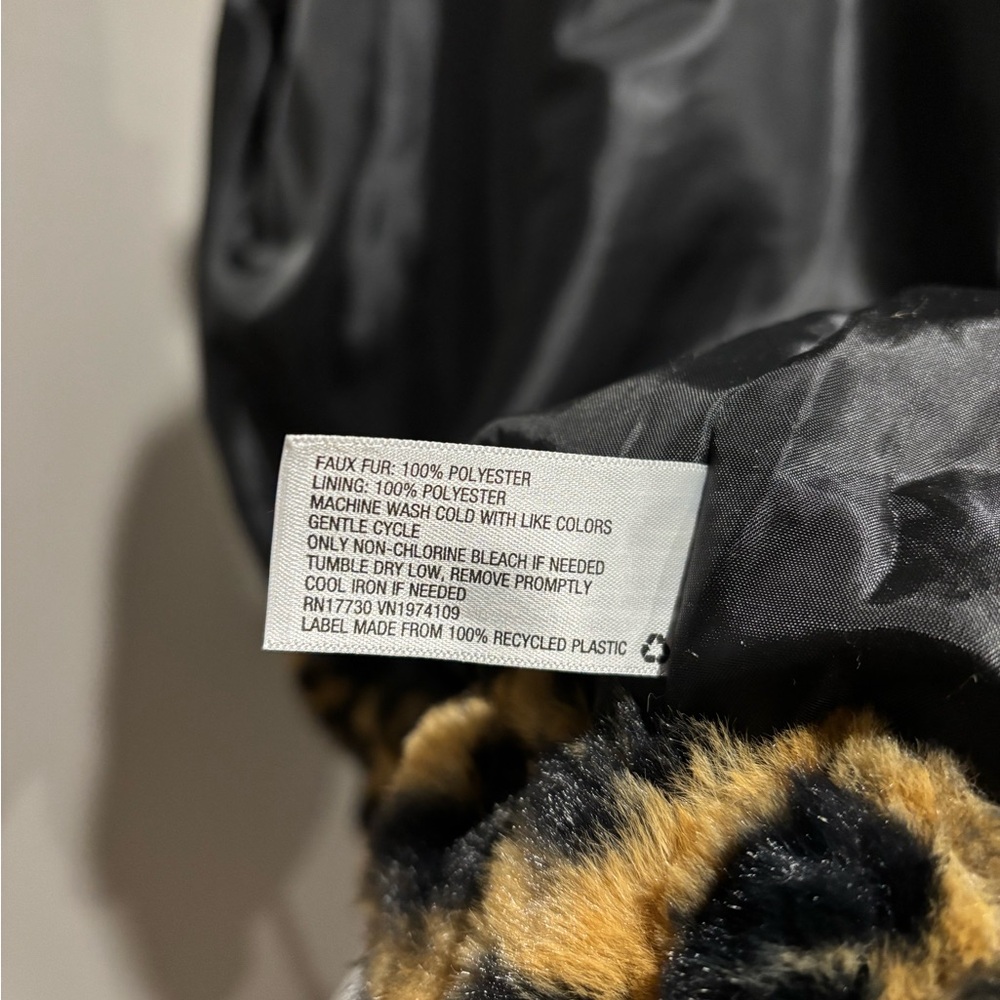 FAUX FUR: 100% POLYESTER
LINING: 100% POLYESTER
MACHINE WASH COLD WITH LIKE COLORS
GENTLE CYCLE
ONLY NON-CHLORINE BLEACH IF NEEDED
TUMBLE DRY LOW, REMOVE PROMPTLY
COOL IRON IF NEEDED
RN17730 VN1974109
LABEL MADE FROM 100% RECYCLED PLASTIC